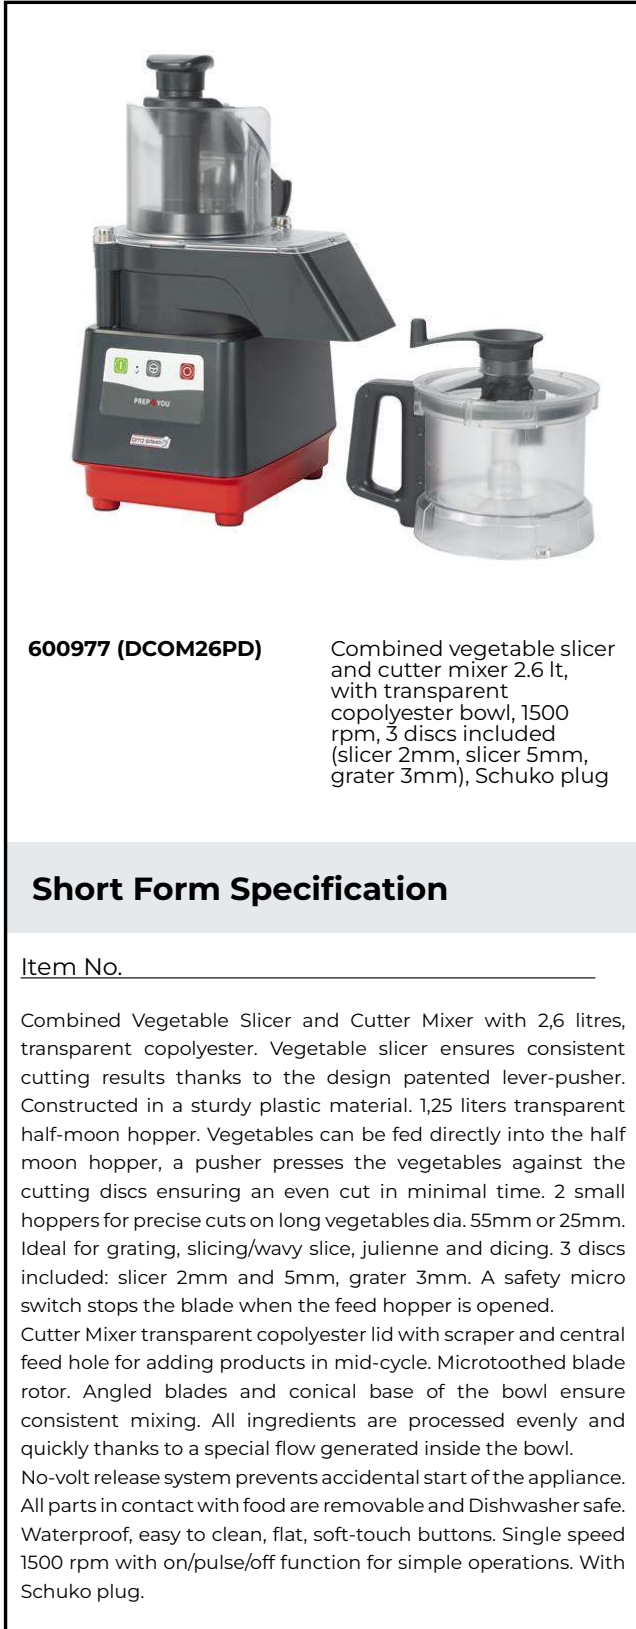 PREP4YOU
DITO SAMA
600977 (DCOM26PD)
Combined vegetable slicer
and cutter mixer 2.6 lt,
with transparent
copolyester bowl, 1500
rpm, 3 discs included
(slicer 2mm, slicer 5mm,
grater 3mm), Schuko plug
Short Form Specification
Item No.
Combined Vegetable Slicer and Cutter Mixer with 2,6 litres,
transparent copolyester. Vegetable slicer ensures consistent
cutting results thanks to the design patented lever-pusher.
Constructed in a sturdy plastic material. 1,25 liters transparent
half-moon hopper. Vegetables can be fed directly into the half
moon hopper, a pusher presses the vegetables against the
cutting discs ensuring an even cut in minimal time. 2 small
hoppers for precise cuts on long vegetables dia. 55mm or 25mm.
Ideal for grating, slicing/wavy slice, julienne and dicing. 3 discs
included: slicer 2mm and 5mm, grater 3mm. A safety micro
switch stops the blade when the feed hopper is opened.
Cutter Mixer transparent copolyester lid with scraper and central
feed hole for adding products in mid-cycle. Microtoothed blade
rotor. Angled blades and conical base of the bowl ensure
consistent mixing. All ingredients are processed evenly and
quickly thanks to a special flow generated inside the bowl.
No-volt release system prevents accidental start of the appliance.
All parts in contact with food are removable and Dishwasher safe.
Waterproof, easy to clean, flat, soft-touch buttons. Single speed
1500 rpm with on/pulse/off function for simple operations. With
Schuko plug.